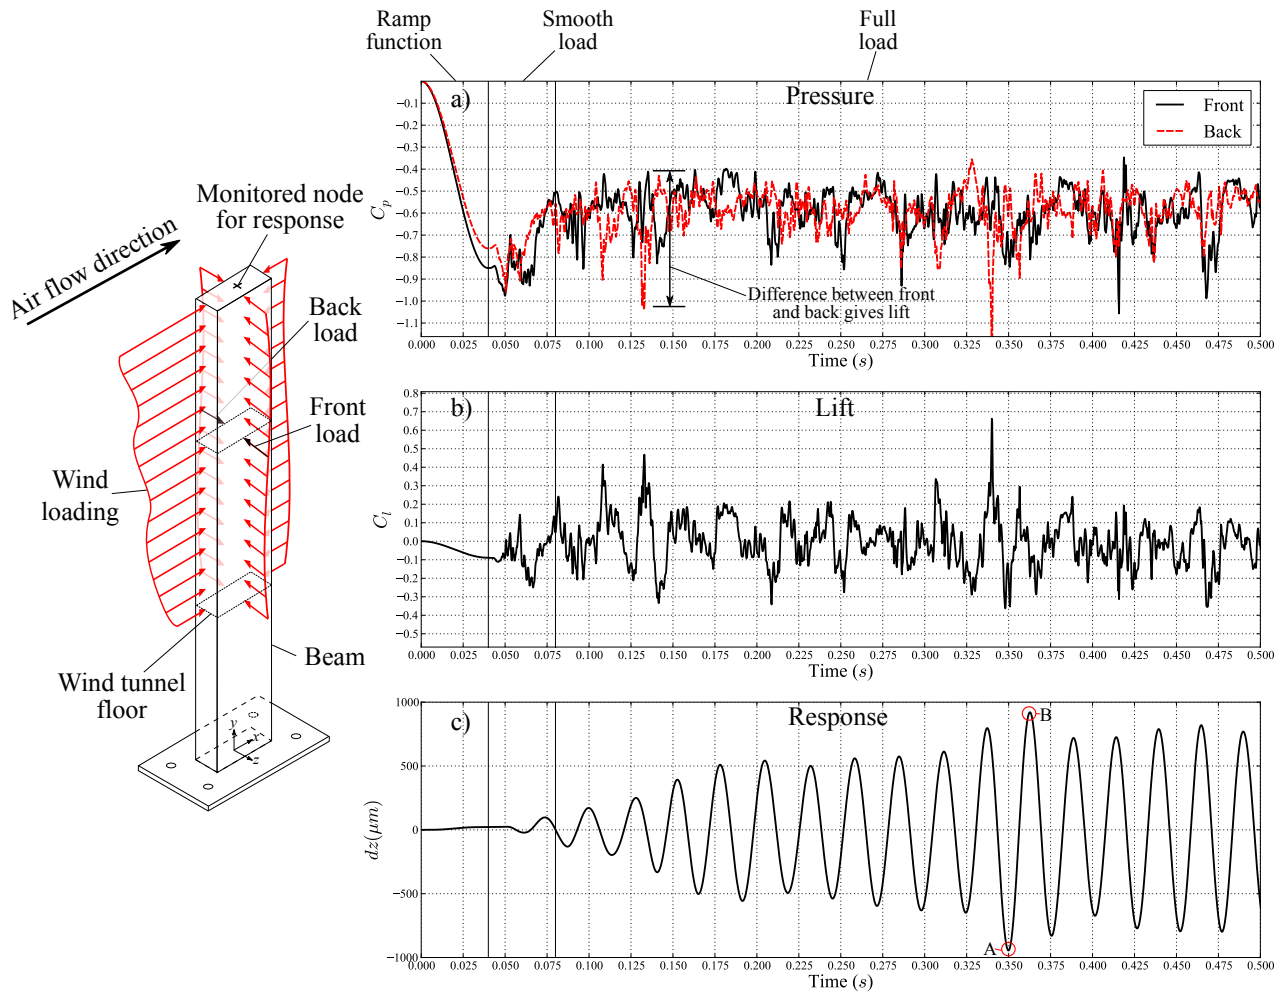 Ramp function
Smooth load
Full load
Monitored node for response
Air flow direction
Back load
Front load
Wind loading
Beam
Wind tunnel floor
y
x
z
a)
Pressure
Front
Back
Difference between front and back gives lift
C_p
−0.1
−0.2
−0.3
−0.4
−0.5
−0.6
−0.7
−0.8
−0.9
−1.0
−1.1
0.000 0.025 0.050 0.075 0.100 0.125 0.150 0.175 0.200 0.225 0.250 0.275 0.300 0.325 0.350 0.375 0.400 0.425 0.450 0.475 0.500
Time (s)
b)
Lift
C_l
0.8
0.7
0.6
0.5
0.4
0.3
0.2
0.1
0.0
−0.1
−0.2
−0.3
−0.4
−0.5
0.000 0.025 0.050 0.075 0.100 0.125 0.150 0.175 0.200 0.225 0.250 0.275 0.300 0.325 0.350 0.375 0.400 0.425 0.450 0.475 0.500
Time (s)
c)
Response
B
A
dz(μm)
1000
500
0
−500
−1000
0.000 0.025 0.050 0.075 0.100 0.125 0.150 0.175 0.200 0.225 0.250 0.275 0.300 0.325 0.350 0.375 0.400 0.425 0.450 0.475 0.500
Time (s)